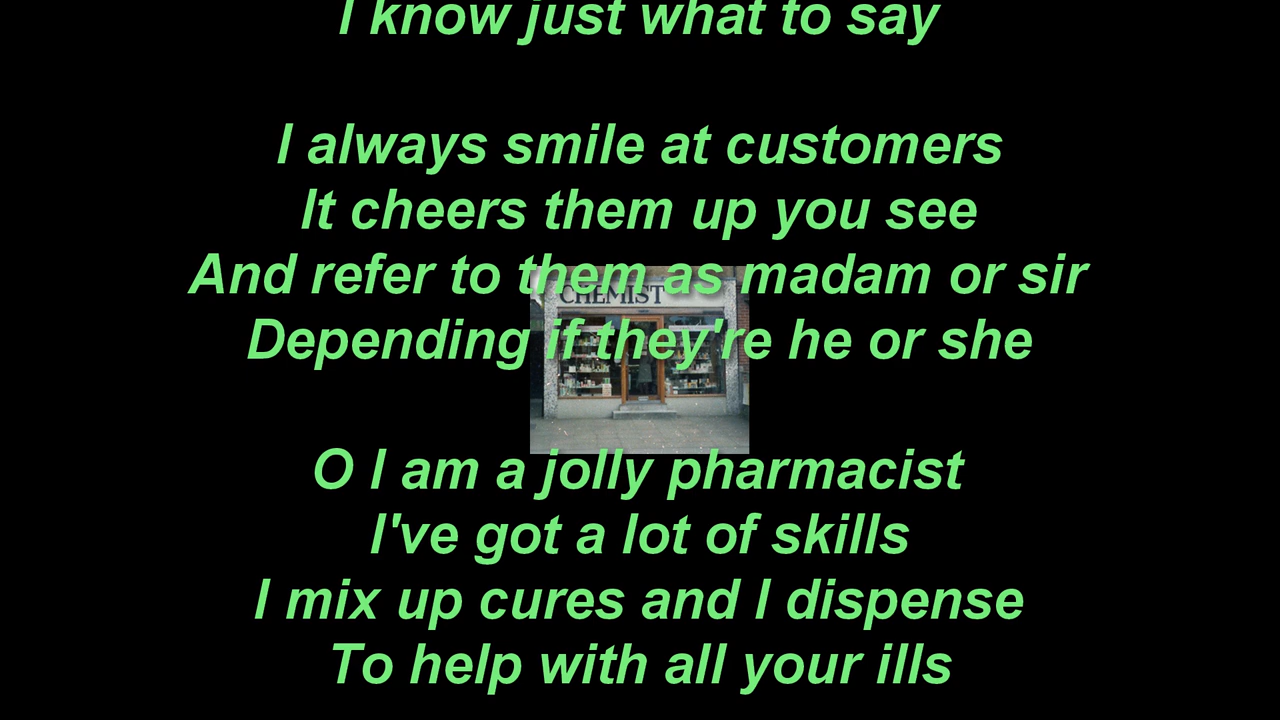 I know just what to say
I always smile at customers
It cheers them up you see
And refer to them as madam or sir
CHEMIST
Depending if they're he or she
O I am a jolly pharmacist
I've got a lot of skills
I mix up cures and I dispense
To help with all your ills